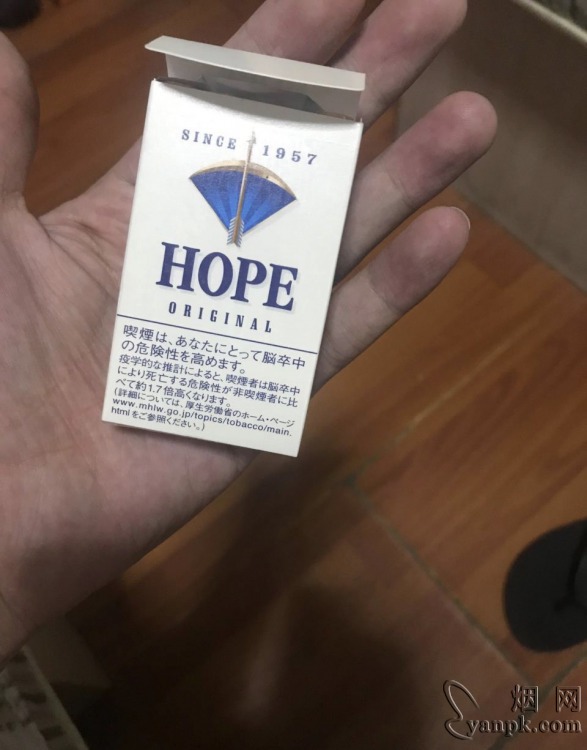 SINCE 1957
HOPE
ORIGINAL
喫煙は、あなたにとって脳卒中
の危険性を高めます。
疫学的な推計によると、喫煙者は脳卒中
により死亡する危険性が非喫煙者に比
べて約1.7倍高くなります。
(詳細については、厚生労働省のホーム・ページ
www.mhlw.go.jp/topics/tobacco/main.
htmlをご参照ください。)
烟网
yanpk.com